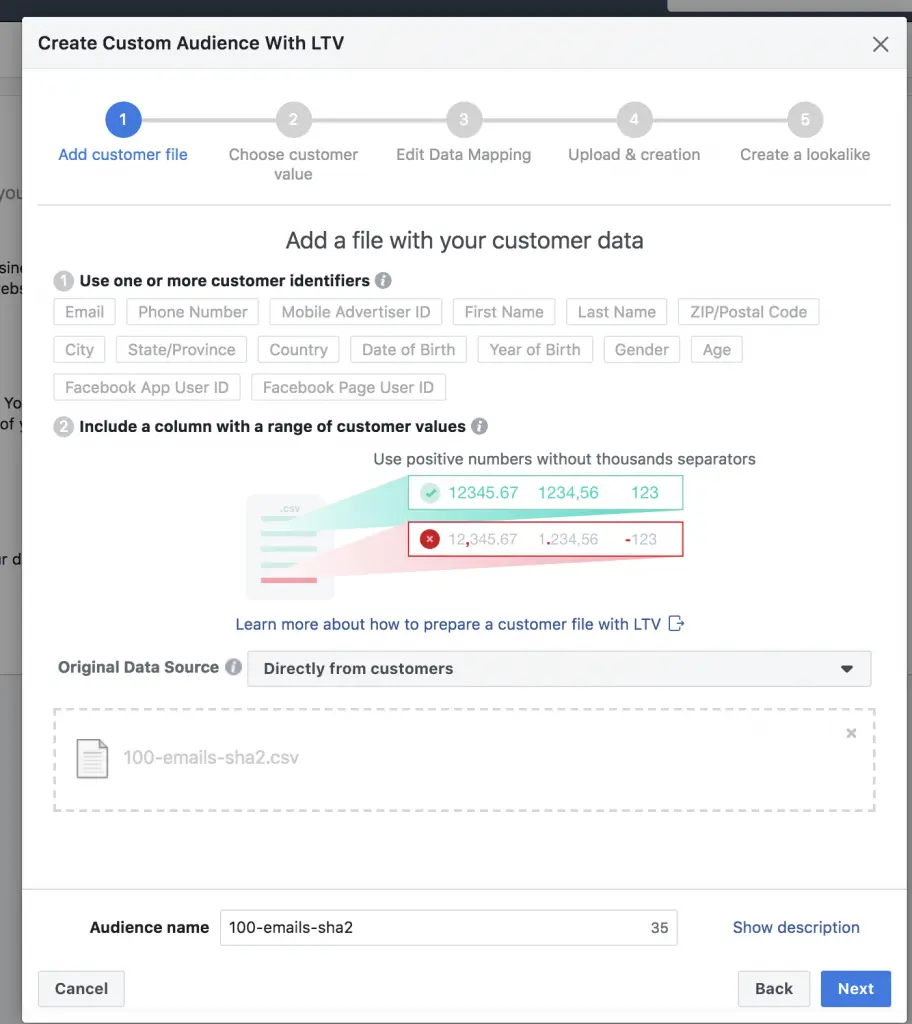 Create Custom Audience With LTV
1 2 3 4 5
Add customer file Choose customer value Edit Data Mapping Upload & creation Create a lookalike
Add a file with your customer data
1 Use one or more customer identifiers i
Email Phone Number Mobile Advertiser ID First Name Last Name ZIP/Postal Code
City State/Province Country Date of Birth Year of Birth Gender Age
Facebook App User ID Facebook Page User ID
2 Include a column with a range of customer values i
Use positive numbers without thousands separators
.csv
12345.67 1234,56 123
12,345.67 1.234,56 -123
Learn more about how to prepare a customer file with LTV
Original Data Source i Directly from customers
100-emails-sha2.csv
Audience name 100-emails-sha2 35 Show description
Cancel Back Next